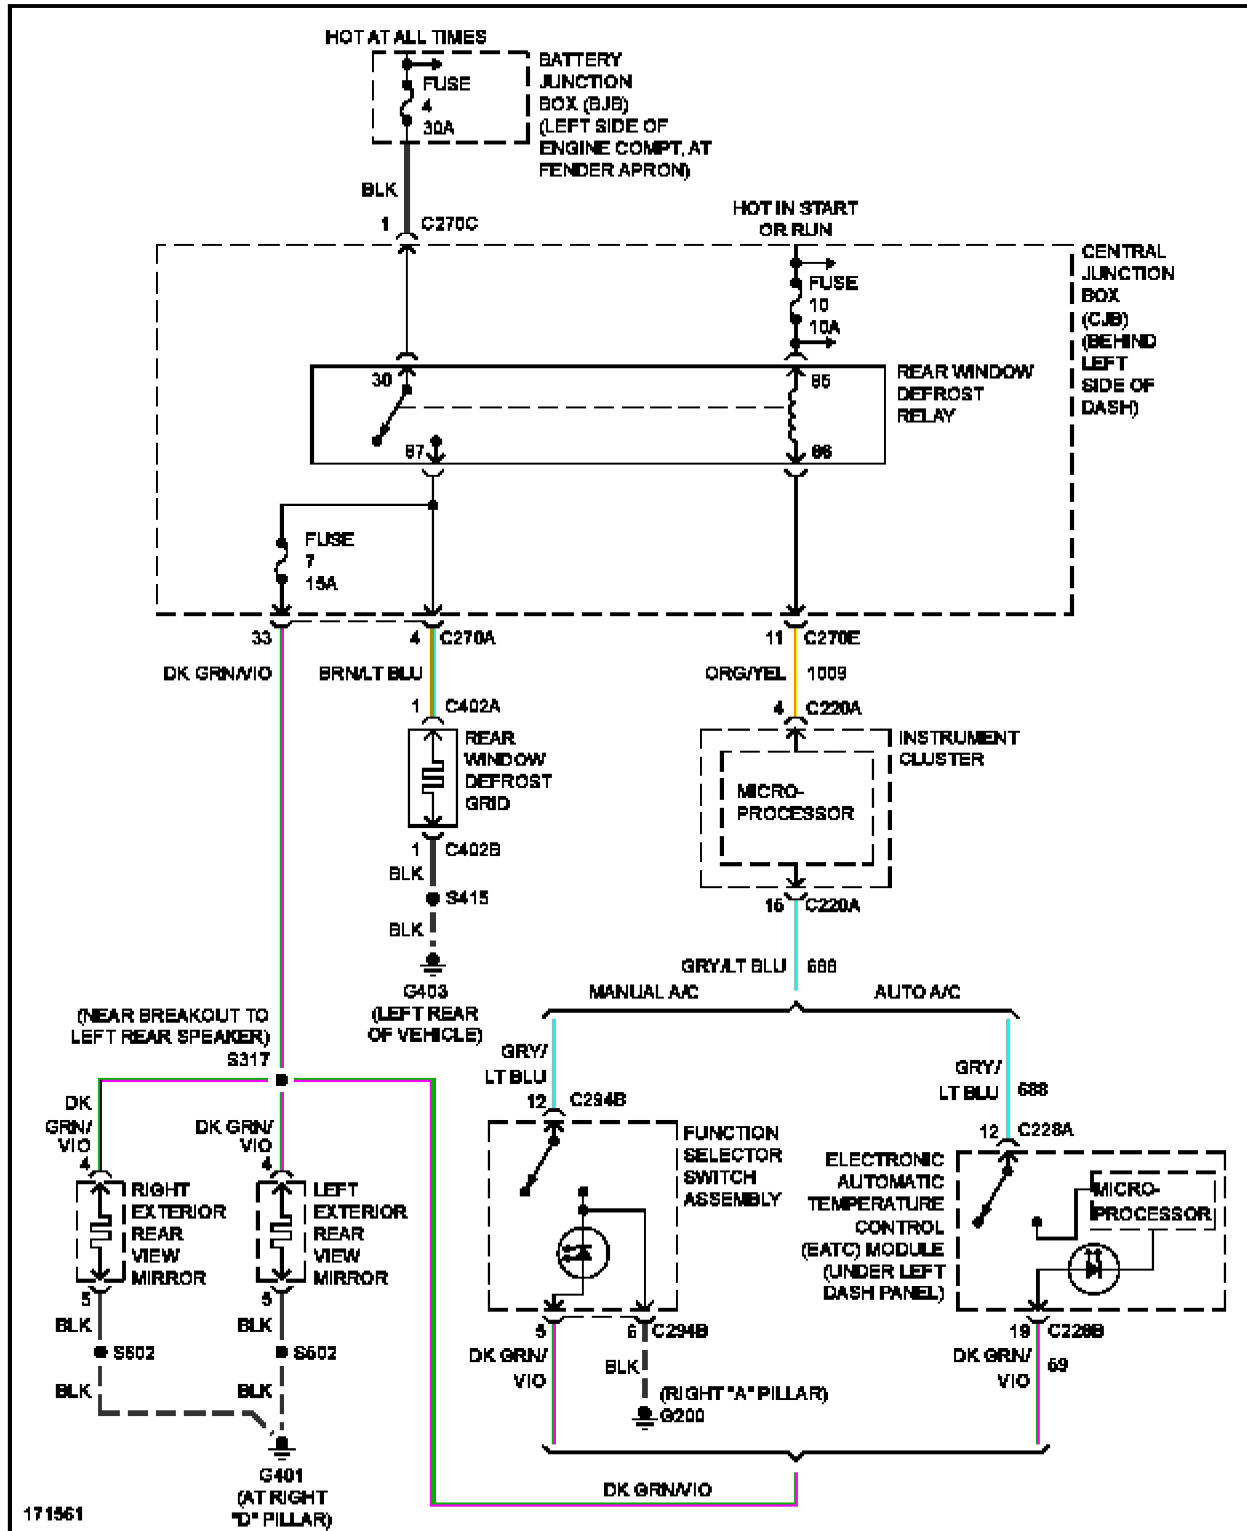 HOT AT ALL TIMES
BATTERY
JUNCTION
BOX (BJB)
(LEFT SIDE OF
ENGINE COMPT, AT
FENDER APRON)
FUSE
4
30A
BLK
1 C270C
HOT IN START
OR RUN
FUSE
10
10A
CENTRAL
JUNCTION
BOX
(CJB)
(BEHIND
LEFT
SIDE OF
DASH)
30
85
REAR WINDOW
DEFROST
RELAY
87
86
FUSE
7
15A
33
4 C270A
11 C270E
DK GRN/VIO
BRN/LT BLU
ORG/YEL 1009
1 C402A
4 C220A
REAR
WINDOW
DEFROST
GRID
INSTRUMENT
CLUSTER
MICRO-
PROCESSOR
1 C402B
BLK
S415
BLK
16 C220A
GRY/LT BLU 688
G403
(LEFT REAR
OF VEHICLE)
MANUAL A/C
AUTO A/C
(NEAR BREAKOUT TO
LEFT REAR SPEAKER)
S317
GRY/
LT BLU
12 C294B
GRY/
LT BLU 688
12 C228A
DK
GRN/
VIO
4
DK GRN/
VIO
4
RIGHT
EXTERIOR
REAR
VIEW
MIRROR
LEFT
EXTERIOR
REAR
VIEW
MIRROR
FUNCTION
SELECTOR
SWITCH
ASSEMBLY
ELECTRONIC
AUTOMATIC
TEMPERATURE
CONTROL
(EATC) MODULE
(UNDER LEFT
DASH PANEL)
MICRO-
PROCESSOR
5
5
BLK
BLK
5
6 C294B
19 C228B
S602
S502
DK GRN/
VIO
BLK
DK GRN/
VIO
59
BLK
BLK
(RIGHT "A" PILLAR)
G200
G401
(AT RIGHT
"D" PILLAR)
DK GRN/VIO
171561